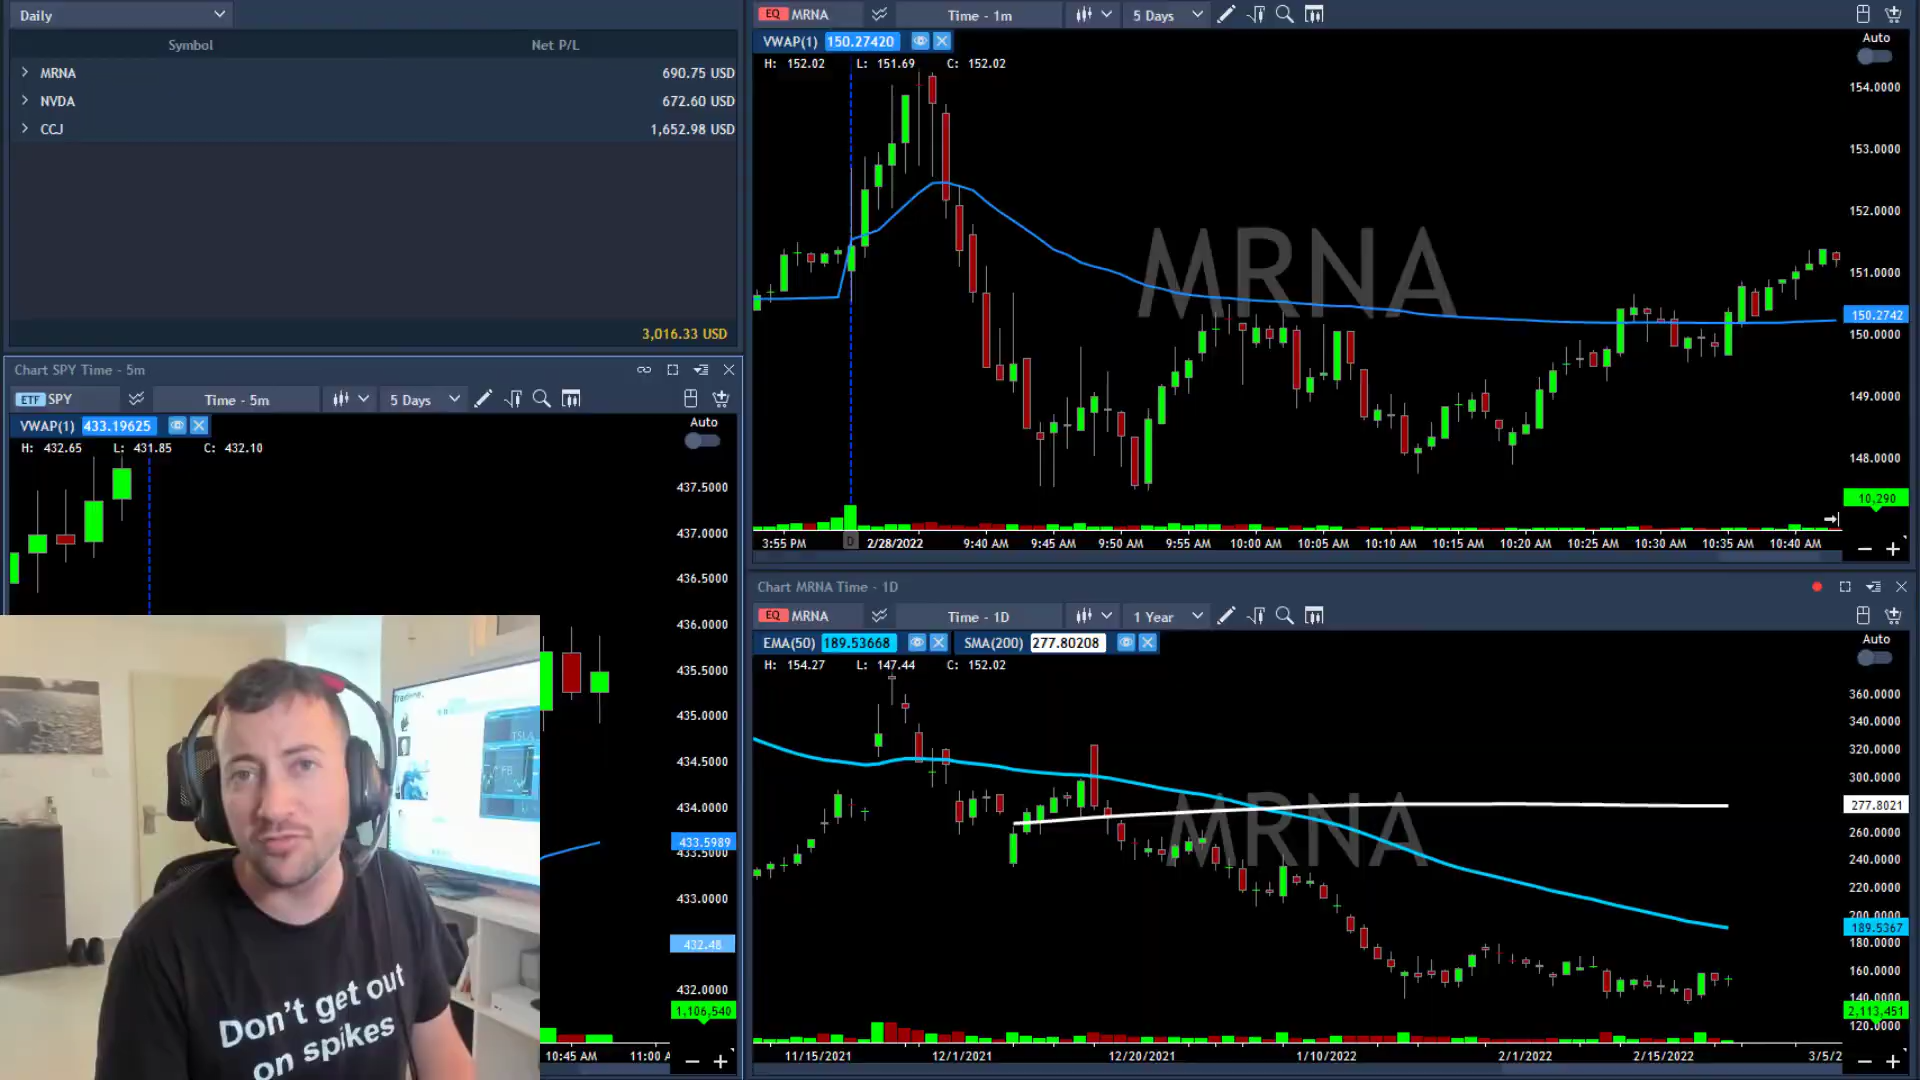 Daily
Symbol Net P/L
MRNA 690.75 USD
NVDA 672.60 USD
CCJ 1,652.98 USD
3,016.33 USD
Chart SPY Time - 5m
ETF SPY Time - 5m 5 Days
VWAP(1) 433.19625 Auto
H: 432.65 L: 431.85 C: 432.10
437.5000
437.0000
436.5000
436.0000
435.5000
435.0000
434.5000
434.0000
433.5989
433.5000
433.0000
432.48
432.0000
1,106,540
10:45 AM 11:00 A
TSLA
FB
Don't get out
on spikes
EQ MRNA Time - 1m 5 Days
VWAP(1) 150.27420 Auto
H: 152.02 L: 151.69 C: 152.02
MRNA
154.0000
153.0000
152.0000
151.0000
150.2742
150.0000
149.0000
148.0000
10,290
3:55 PM D 2/28/2022 9:40 AM 9:45 AM 9:50 AM 9:55 AM 10:00 AM 10:05 AM 10:10 AM 10:15 AM 10:20 AM 10:25 AM 10:30 AM 10:35 AM 10:40 AM
Chart MRNA Time - 1D
EQ MRNA Time - 1D 1 Year
EMA(50) 189.53668 SMA(200) 277.80208 Auto
H: 154.27 L: 147.44 C: 152.02
MRNA
360.0000
340.0000
320.0000
300.0000
277.8021
260.0000
240.0000
220.0000
200.0000
189.5367
180.0000
160.0000
140.0000
2,113,451
120.0000
11/15/2021 12/1/2021 12/20/2021 1/10/2022 2/1/2022 2/15/2022 3/5/2